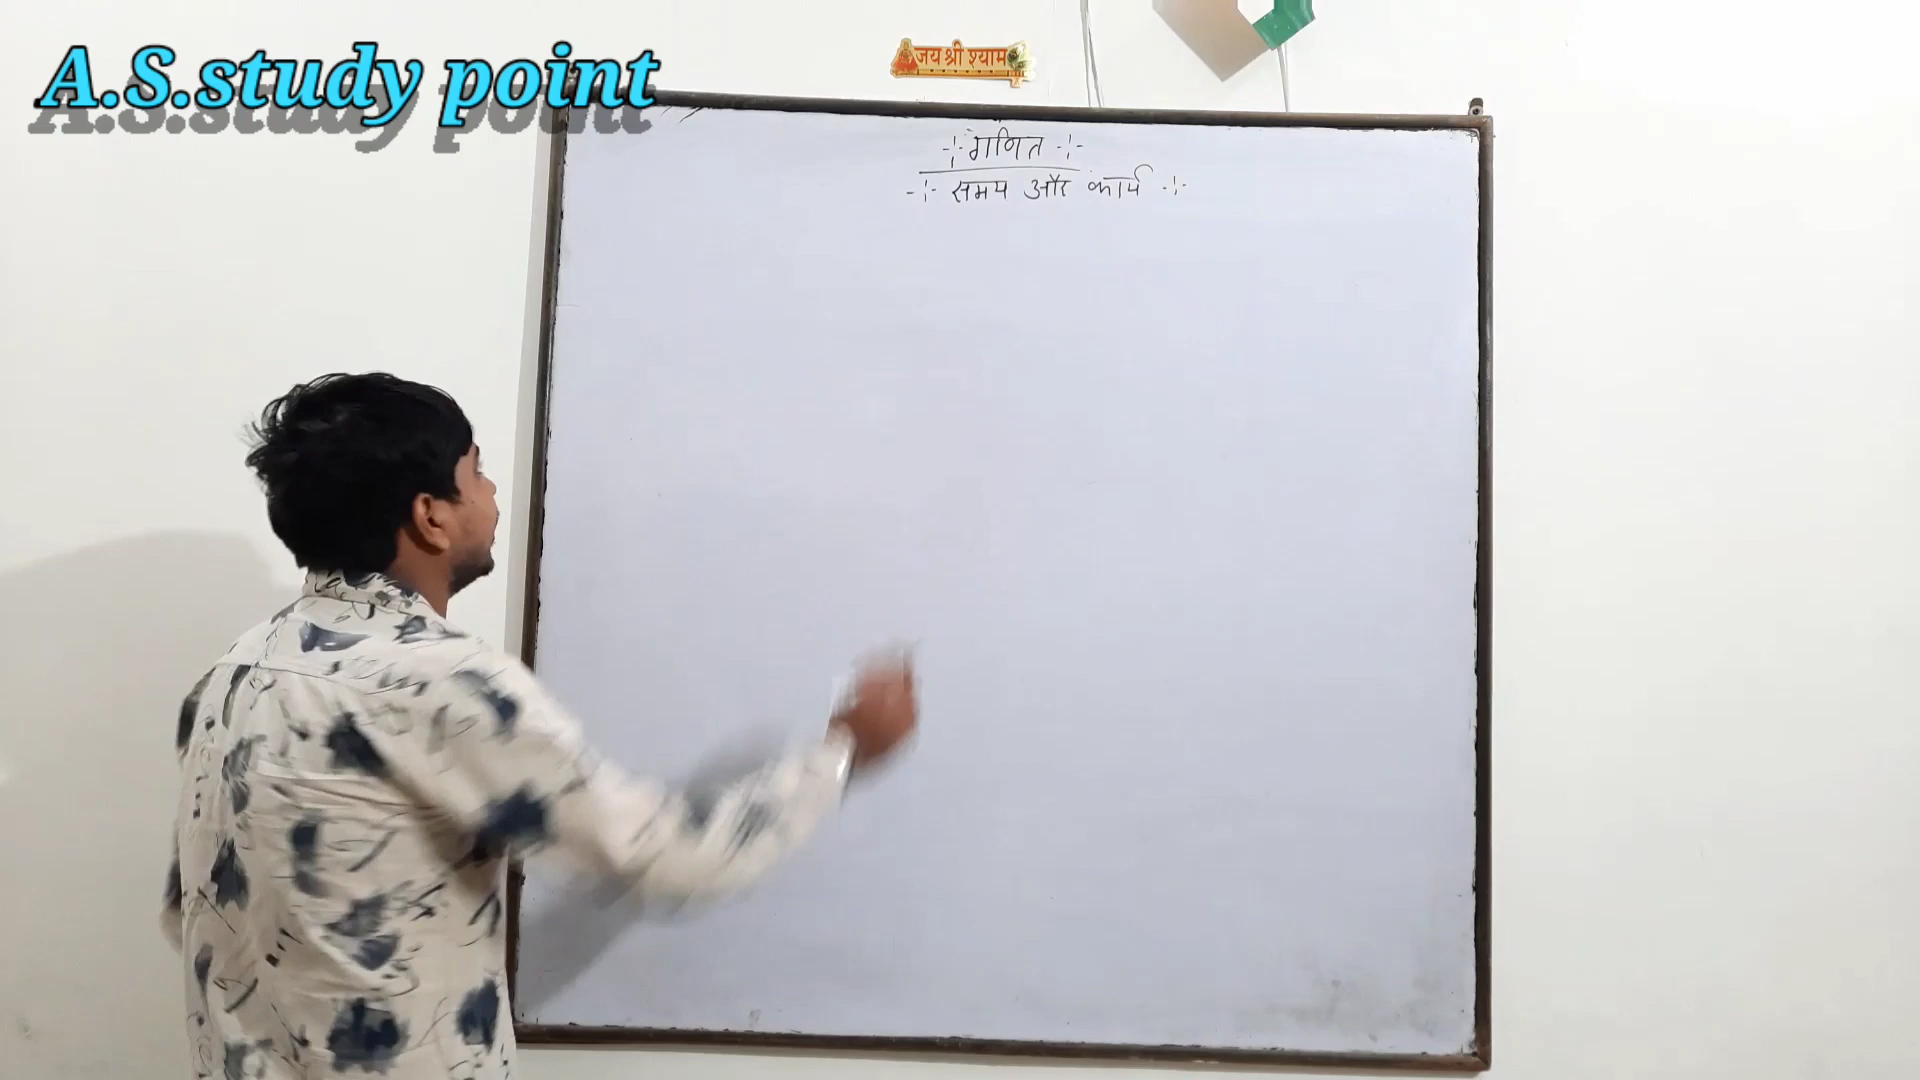 A.S.study point
जय श्री श्याम
-:- गणित -:-
-:- समय और कार्य -:-